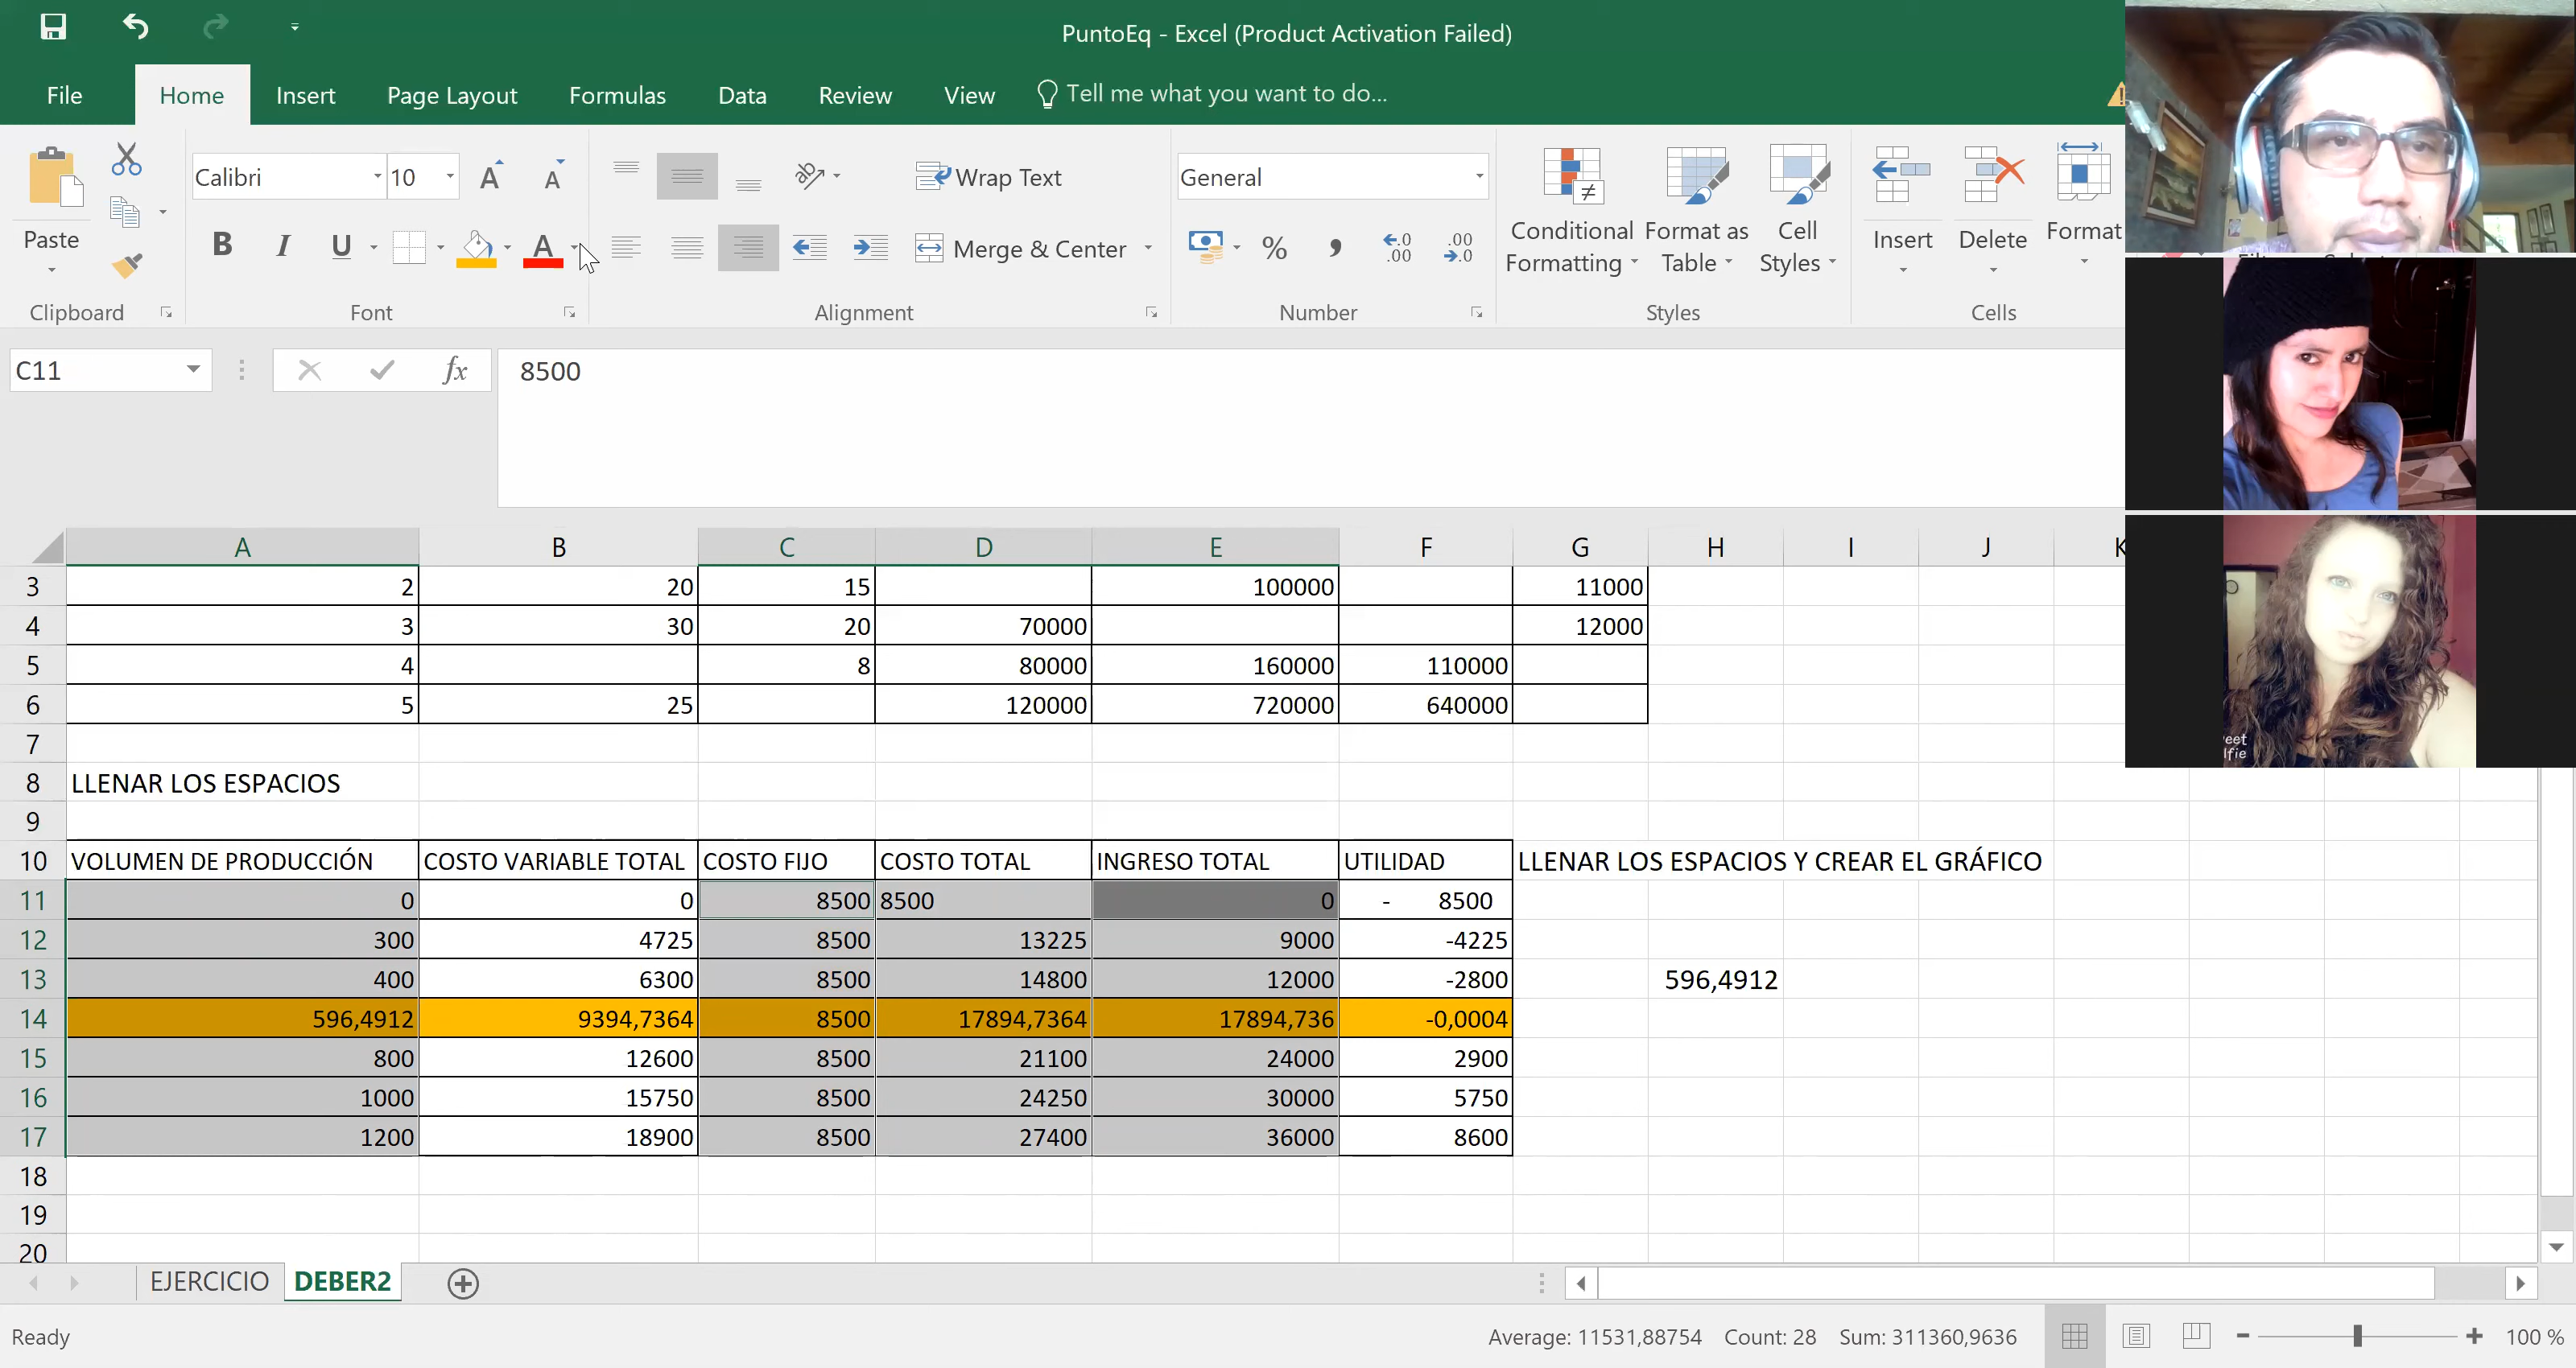 PuntoEq - Excel (Product Activation Failed)
File Home Insert Page Layout Formulas Data Review View Tell me what you want to do...
Paste
Clipboard
Calibri 10
B I U A
Font
Wrap Text
Merge & Center
Alignment
General
% ,
Number
Conditional Formatting
Format as Table
Cell Styles
Styles
Insert Delete Format
Cells
C11 fx 8500
A B C D E F G H I J K
3 2 20 15 100000 11000
4 3 30 20 70000 12000
5 4 8 80000 160000 110000
6 5 25 120000 720000 640000
7
8 LLENAR LOS ESPACIOS
9
10 VOLUMEN DE PRODUCCIÓN COSTO VARIABLE TOTAL COSTO FIJO COSTO TOTAL INGRESO TOTAL UTILIDAD LLENAR LOS ESPACIOS Y CREAR EL GRÁFICO
11 0 0 8500 8500 0 - 8500
12 300 4725 8500 13225 9000 -4225
13 400 6300 8500 14800 12000 -2800 596,4912
14 596,4912 9394,7364 8500 17894,7364 17894,736 -0,0004
15 800 12600 8500 21100 24000 2900
16 1000 15750 8500 24250 30000 5750
17 1200 18900 8500 27400 36000 8600
18
19
20
EJERCICIO DEBER2
Ready Average: 11531,88754 Count: 28 Sum: 311360,9636 100 %